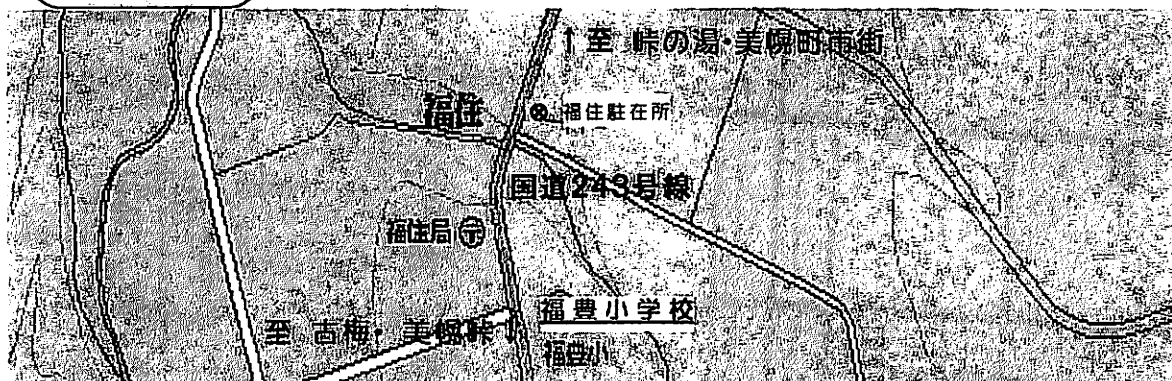 ↑至 峠の湯・美幌町市街
福住
福住駐在所
国道243号線
福住局 〒
福豊小学校
至 古梅・美幌峠↓
福豊小